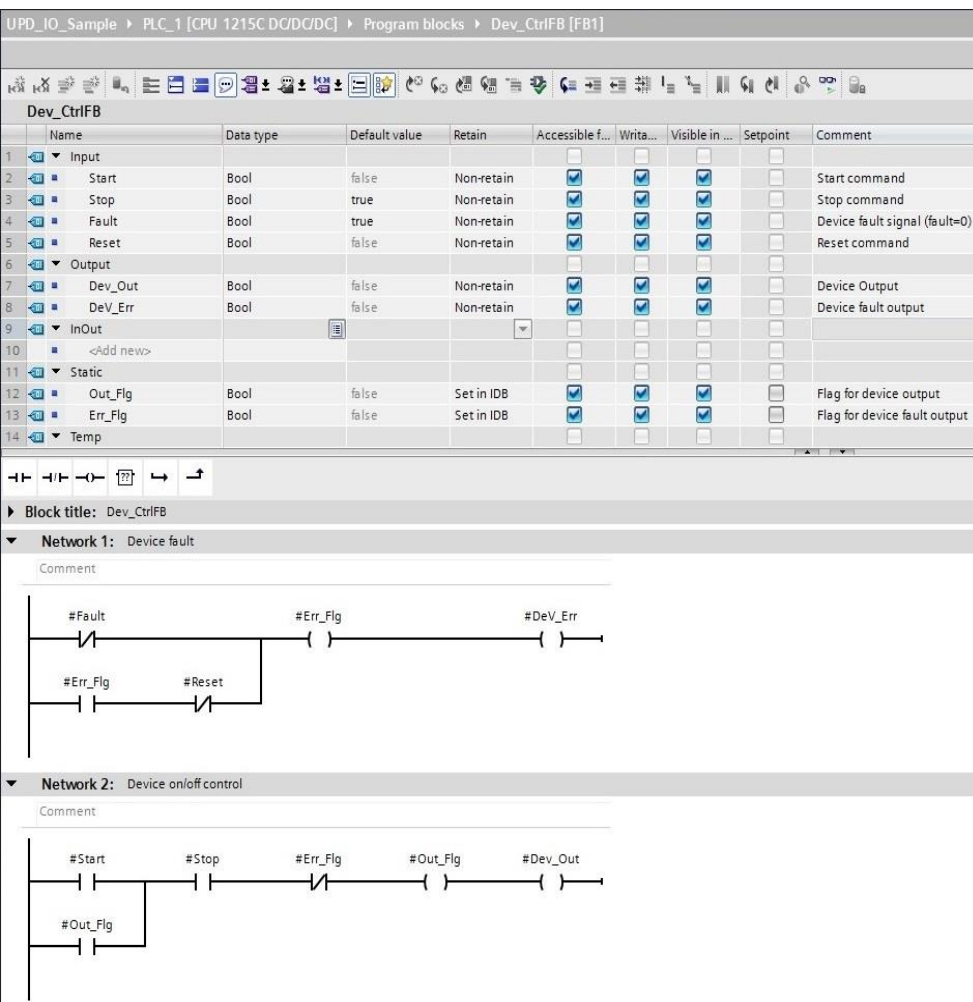 UPD_IO_Sample ▸ PLC_1 [CPU 1215C DC/DC/DC] ▸ Program blocks ▸ Dev_CtrlFB [FB1]
Dev_CtrlFB
Name Data type Default value Retain Accessible f... Writa... Visible in ... Setpoint Comment
1 Input
2 Start Bool false Non-retain Start command
3 Stop Bool true Non-retain Stop command
4 Fault Bool true Non-retain Device fault signal (fault=0)
5 Reset Bool false Non-retain Reset command
6 Output
7 Dev_Out Bool false Non-retain Device Output
8 DeV_Err Bool false Non-retain Device fault output
9 InOut
10 <Add new>
11 Static
12 Out_Flg Bool false Set in IDB Flag for device output
13 Err_Flg Bool false Set in IDB Flag for device fault output
14 Temp
??
Block title: Dev_CtrlFB
Network 1: Device fault
Comment
#Fault #Err_Flg #DeV_Err
#Err_Flg #Reset
Network 2: Device on/off control
Comment
#Start #Stop #Err_Flg #Out_Flg #Dev_Out
#Out_Flg